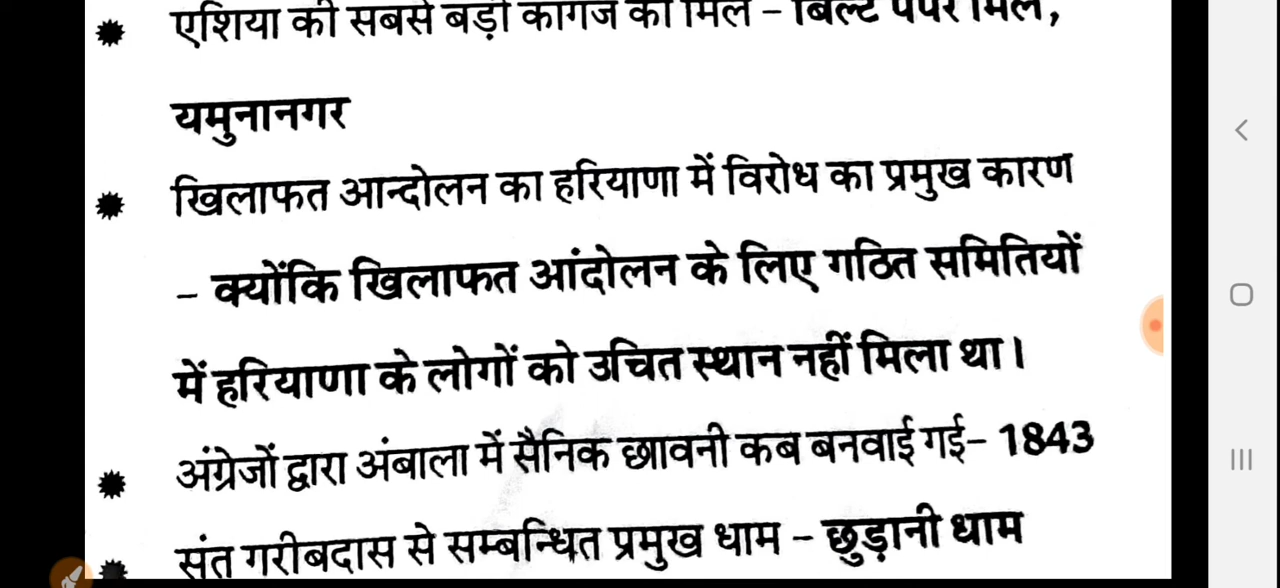 एशिया की सबसे बड़ी कागज की मिल – बिल्ट पेपर मिल,
यमुनानगर
खिलाफत आन्दोलन का हरियाणा में विरोध का प्रमुख कारण
– क्योंकि खिलाफत आंदोलन के लिए गठित समितियों
में हरियाणा के लोगों को उचित स्थान नहीं मिला था।
अंग्रेजों द्वारा अंबाला में सैनिक छाावनी कब बनवाई गई– 1843
संत गरीबदास से सम्बन्धित प्रमुख धाम – छुड़ानी धाम